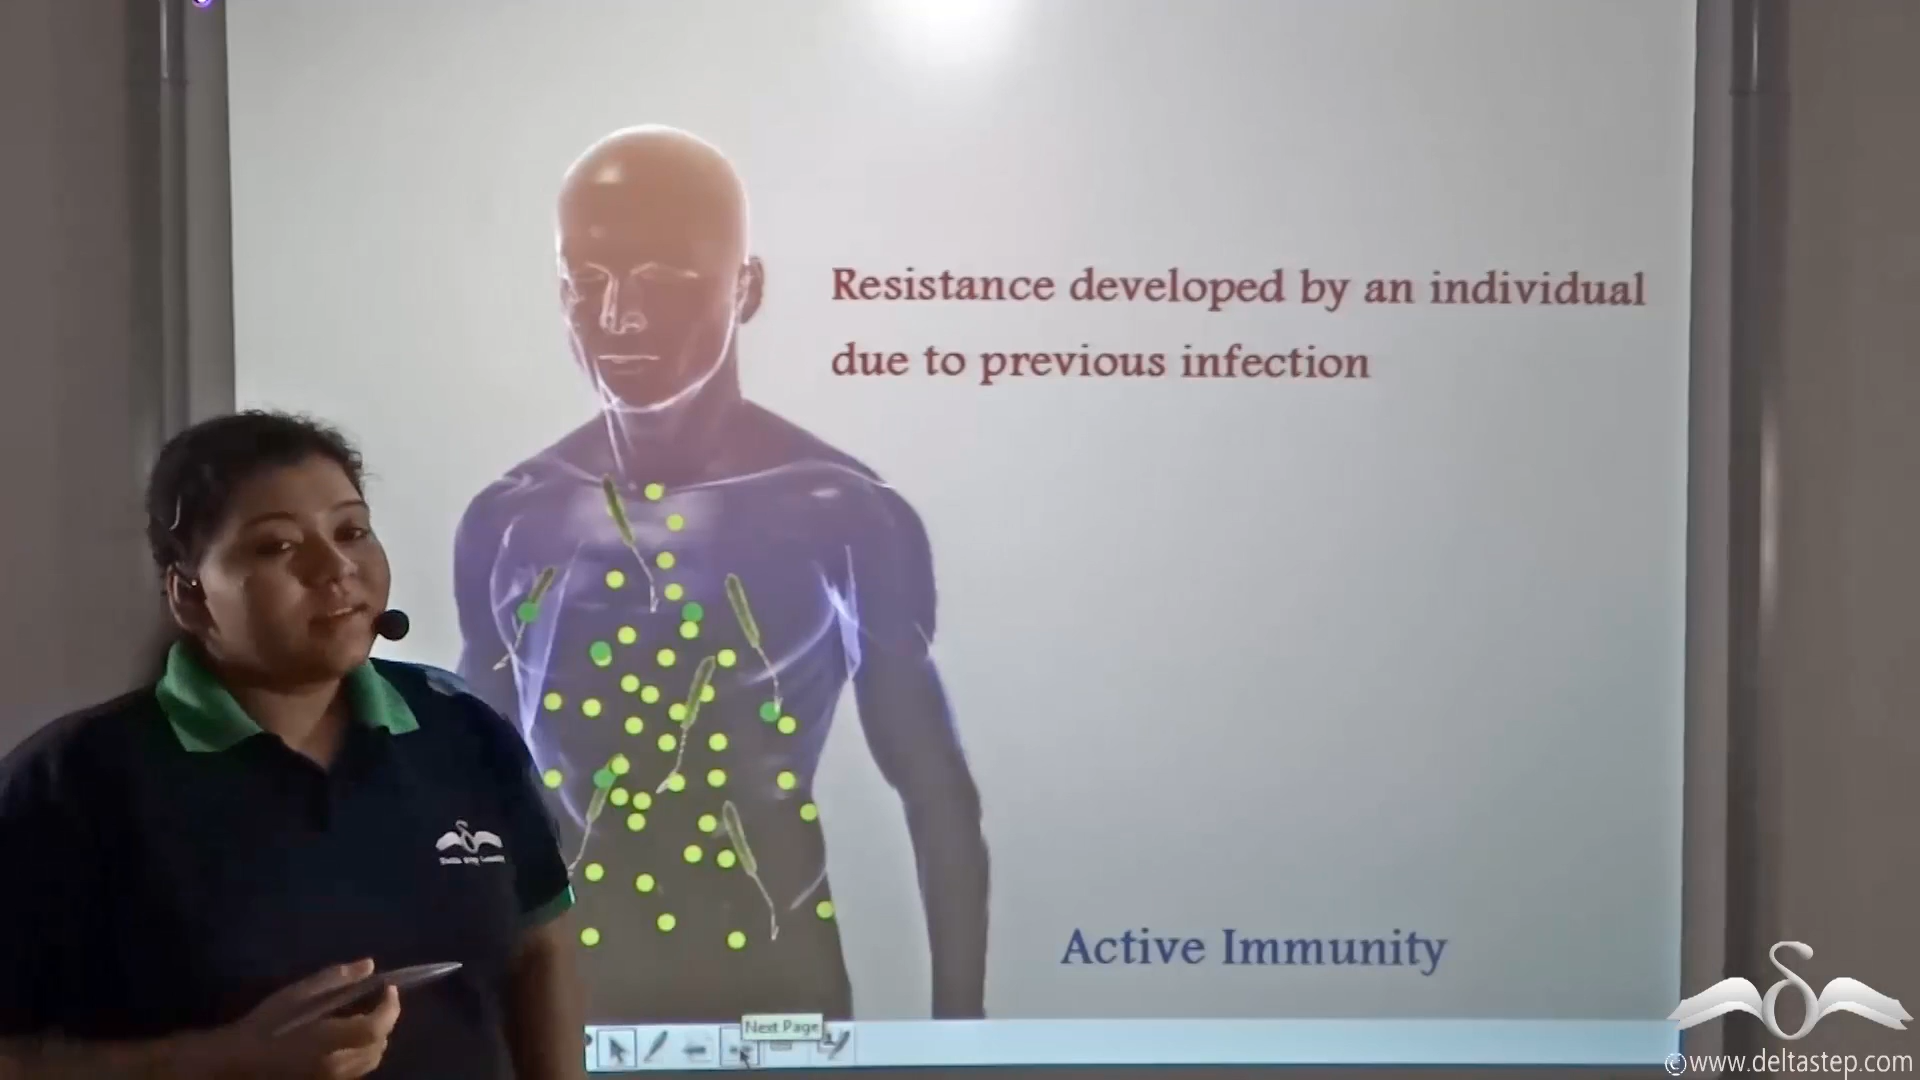 Resistance developed by an individual
due to previous infection
Active Immunity
Next Page
©www.deltastep.com